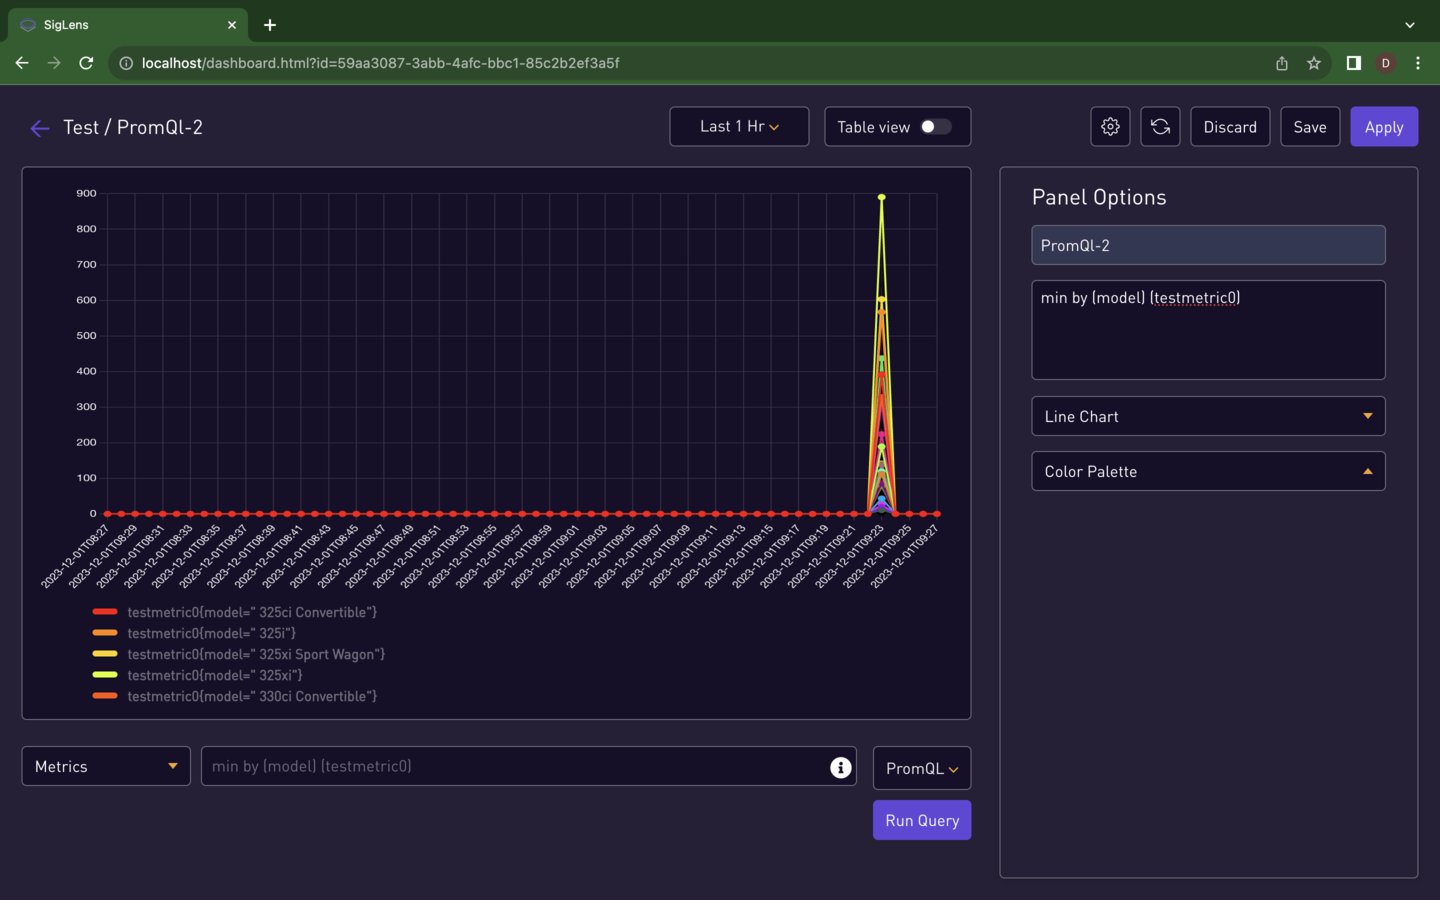 SigLens
localhost/dashboard.html?id=59aa3087-3abb-4afc-bbc1-85c2b2ef3a5f
D
Test / PromQl-2
Last 1 Hr
Table view
Discard
Save
Apply
900
800
700
600
500
400
300
200
100
0
2023-12-01T08:27
2023-12-01T08:29
2023-12-01T08:31
2023-12-01T08:33
2023-12-01T08:35
2023-12-01T08:37
2023-12-01T08:39
2023-12-01T08:41
2023-12-01T08:43
2023-12-01T08:45
2023-12-01T08:47
2023-12-01T08:49
2023-12-01T08:51
2023-12-01T08:53
2023-12-01T08:55
2023-12-01T08:57
2023-12-01T08:59
2023-12-01T09:01
2023-12-01T09:03
2023-12-01T09:05
2023-12-01T09:07
2023-12-01T09:09
2023-12-01T09:11
2023-12-01T09:13
2023-12-01T09:15
2023-12-01T09:17
2023-12-01T09:19
2023-12-01T09:21
2023-12-01T09:23
2023-12-01T09:25
2023-12-01T09:27
testmetric0{model=" 325ci Convertible"}
testmetric0{model=" 325i"}
testmetric0{model=" 325xi Sport Wagon"}
testmetric0{model=" 325xi"}
testmetric0{model=" 330ci Convertible"}
Panel Options
PromQl-2
min by (model) (testmetric0)
Line Chart
Color Palette
Metrics
min by (model) (testmetric0)
PromQL
Run Query